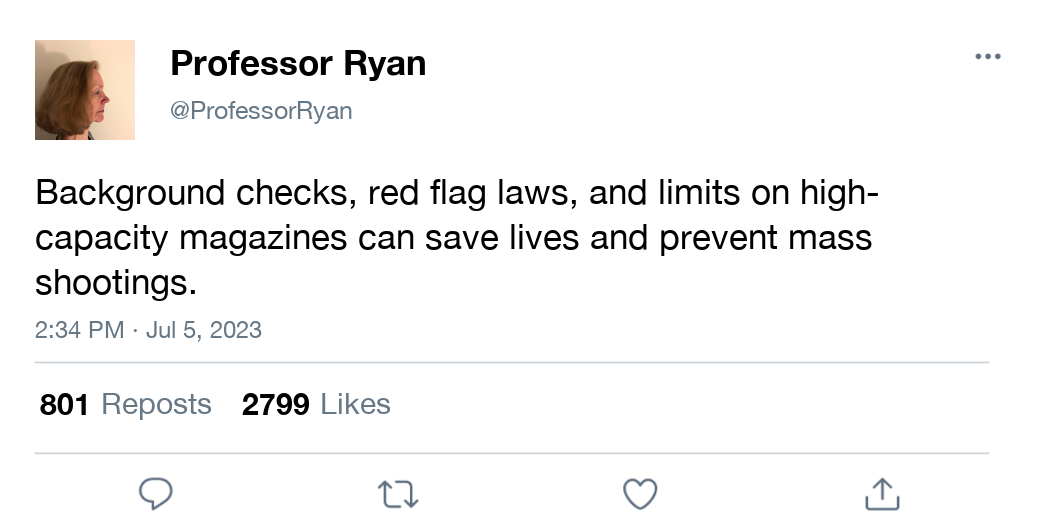 Professor Ryan
@ProfessorRyan
Background checks, red flag laws, and limits on high-
capacity magazines can save lives and prevent mass
shootings.
2:34 PM · Jul 5, 2023
801 Reposts 2799 Likes